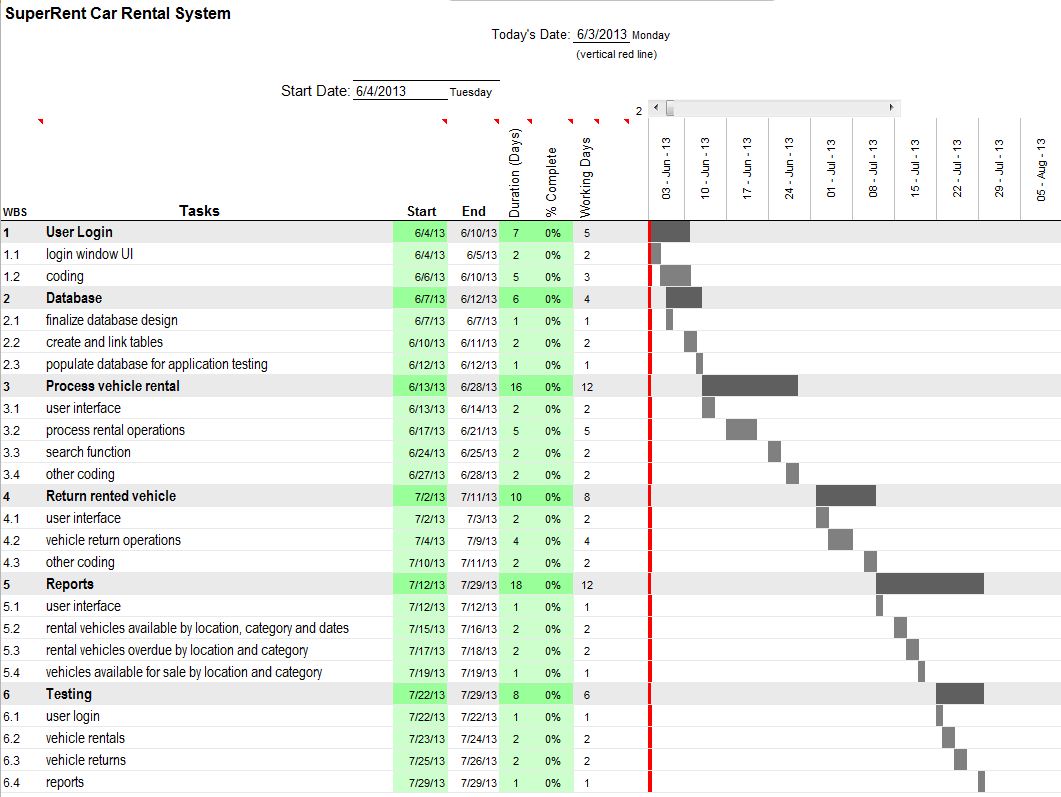 SuperRent Car Rental System
Today's Date: 6/3/2013 Monday
(vertical red line)
Start Date: 6/4/2013 Tuesday
2
WBS Tasks Start End Duration (Days) % Complete Working Days 03 - Jun - 13 10 - Jun - 13 17 - Jun - 13 24 - Jun - 13 01 - Jul - 13 08 - Jul - 13 15 - Jul - 13 22 - Jul - 13 29 - Jul - 13 05 - Aug - 13
1 User Login 6/4/13 6/10/13 7 0% 5
1.1 login window UI 6/4/13 6/5/13 2 0% 2
1.2 coding 6/6/13 6/10/13 5 0% 3
2 Database 6/7/13 6/12/13 6 0% 4
2.1 finalize database design 6/7/13 6/7/13 1 0% 1
2.2 create and link tables 6/10/13 6/11/13 2 0% 2
2.3 populate database for application testing 6/12/13 6/12/13 1 0% 1
3 Process vehicle rental 6/13/13 6/28/13 16 0% 12
3.1 user interface 6/13/13 6/14/13 2 0% 2
3.2 process rental operations 6/17/13 6/21/13 5 0% 5
3.3 search function 6/24/13 6/25/13 2 0% 2
3.4 other coding 6/27/13 6/28/13 2 0% 2
4 Return rented vehicle 7/2/13 7/11/13 10 0% 8
4.1 user interface 7/2/13 7/3/13 2 0% 2
4.2 vehicle return operations 7/4/13 7/9/13 4 0% 4
4.3 other coding 7/10/13 7/11/13 2 0% 2
5 Reports 7/12/13 7/29/13 18 0% 12
5.1 user interface 7/12/13 7/12/13 1 0% 1
5.2 rental vehicles available by location, category and dates 7/15/13 7/16/13 2 0% 2
5.3 rental vehicles overdue by location and category 7/17/13 7/18/13 2 0% 2
5.4 vehicles available for sale by location and category 7/19/13 7/19/13 1 0% 1
6 Testing 7/22/13 7/29/13 8 0% 6
6.1 user login 7/22/13 7/22/13 1 0% 1
6.2 vehicle rentals 7/23/13 7/24/13 2 0% 2
6.3 vehicle returns 7/25/13 7/26/13 2 0% 2
6.4 reports 7/29/13 7/29/13 1 0% 1